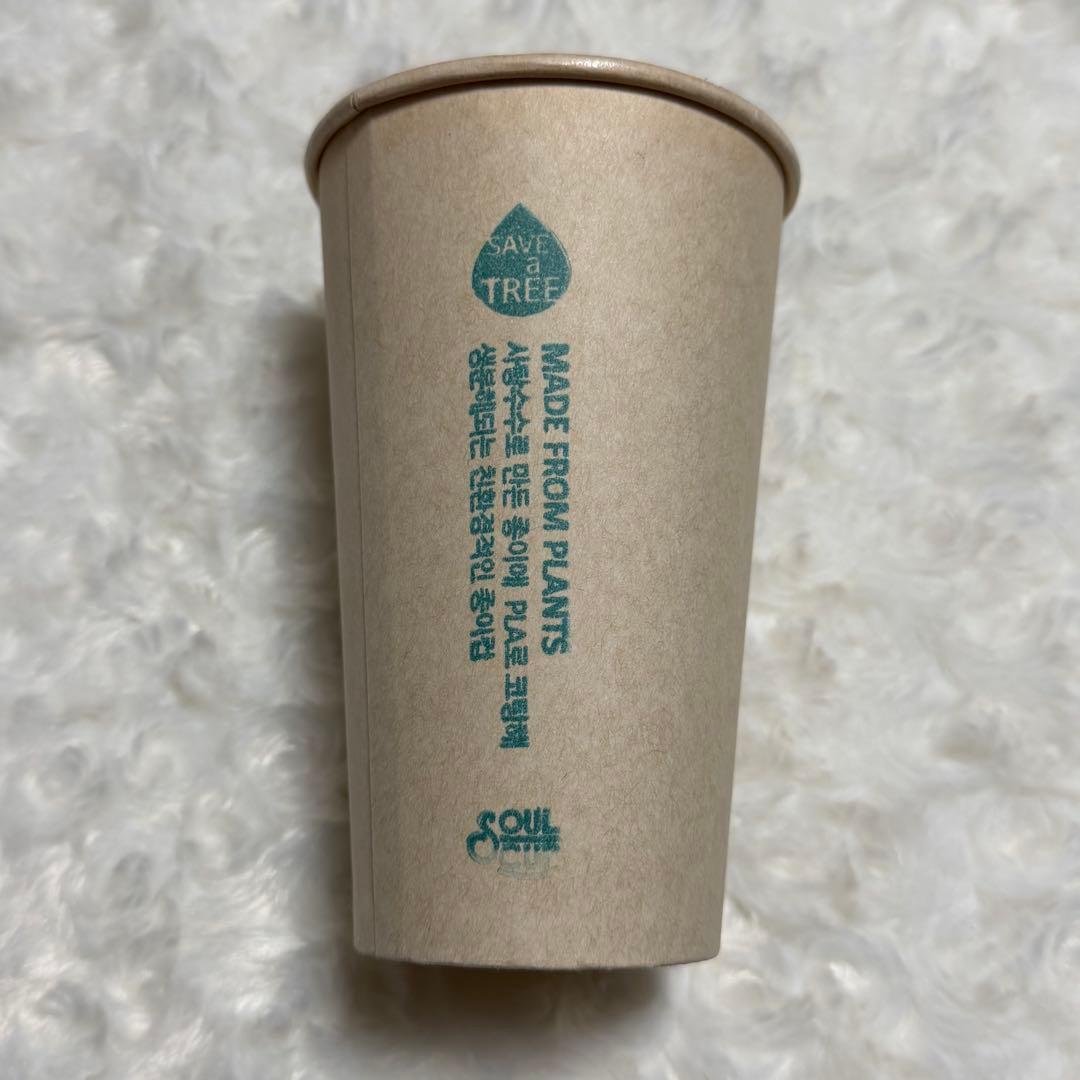 SAVE
a
TREE
MADE FROM PLANTS
사탕수수로 만든 종이에 PLA로 코팅해
생분해되는 친환경적인 종이컵
SOUL